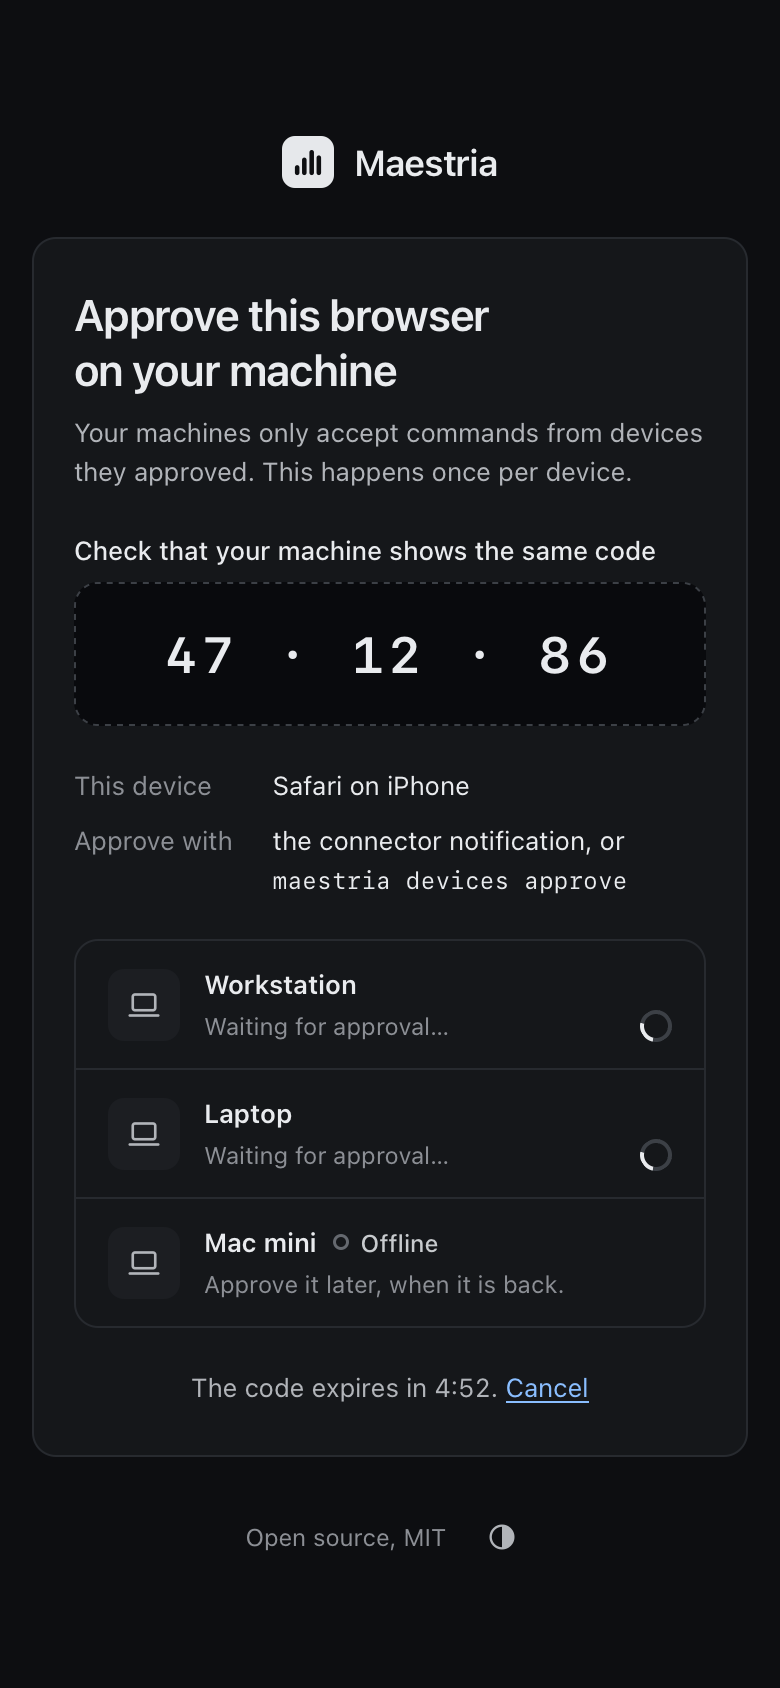 Maestria
Approve this browser
on your machine
Your machines only accept commands from devices
they approved. This happens once per device.
Check that your machine shows the same code
47 · 12 · 86
This device Safari on iPhone
Approve with the connector notification, or
maestria devices approve
Workstation
Waiting for approval…
Laptop
Waiting for approval…
Mac mini Offline
Approve it later, when it is back.
The code expires in 4:52. Cancel
Open source, MIT